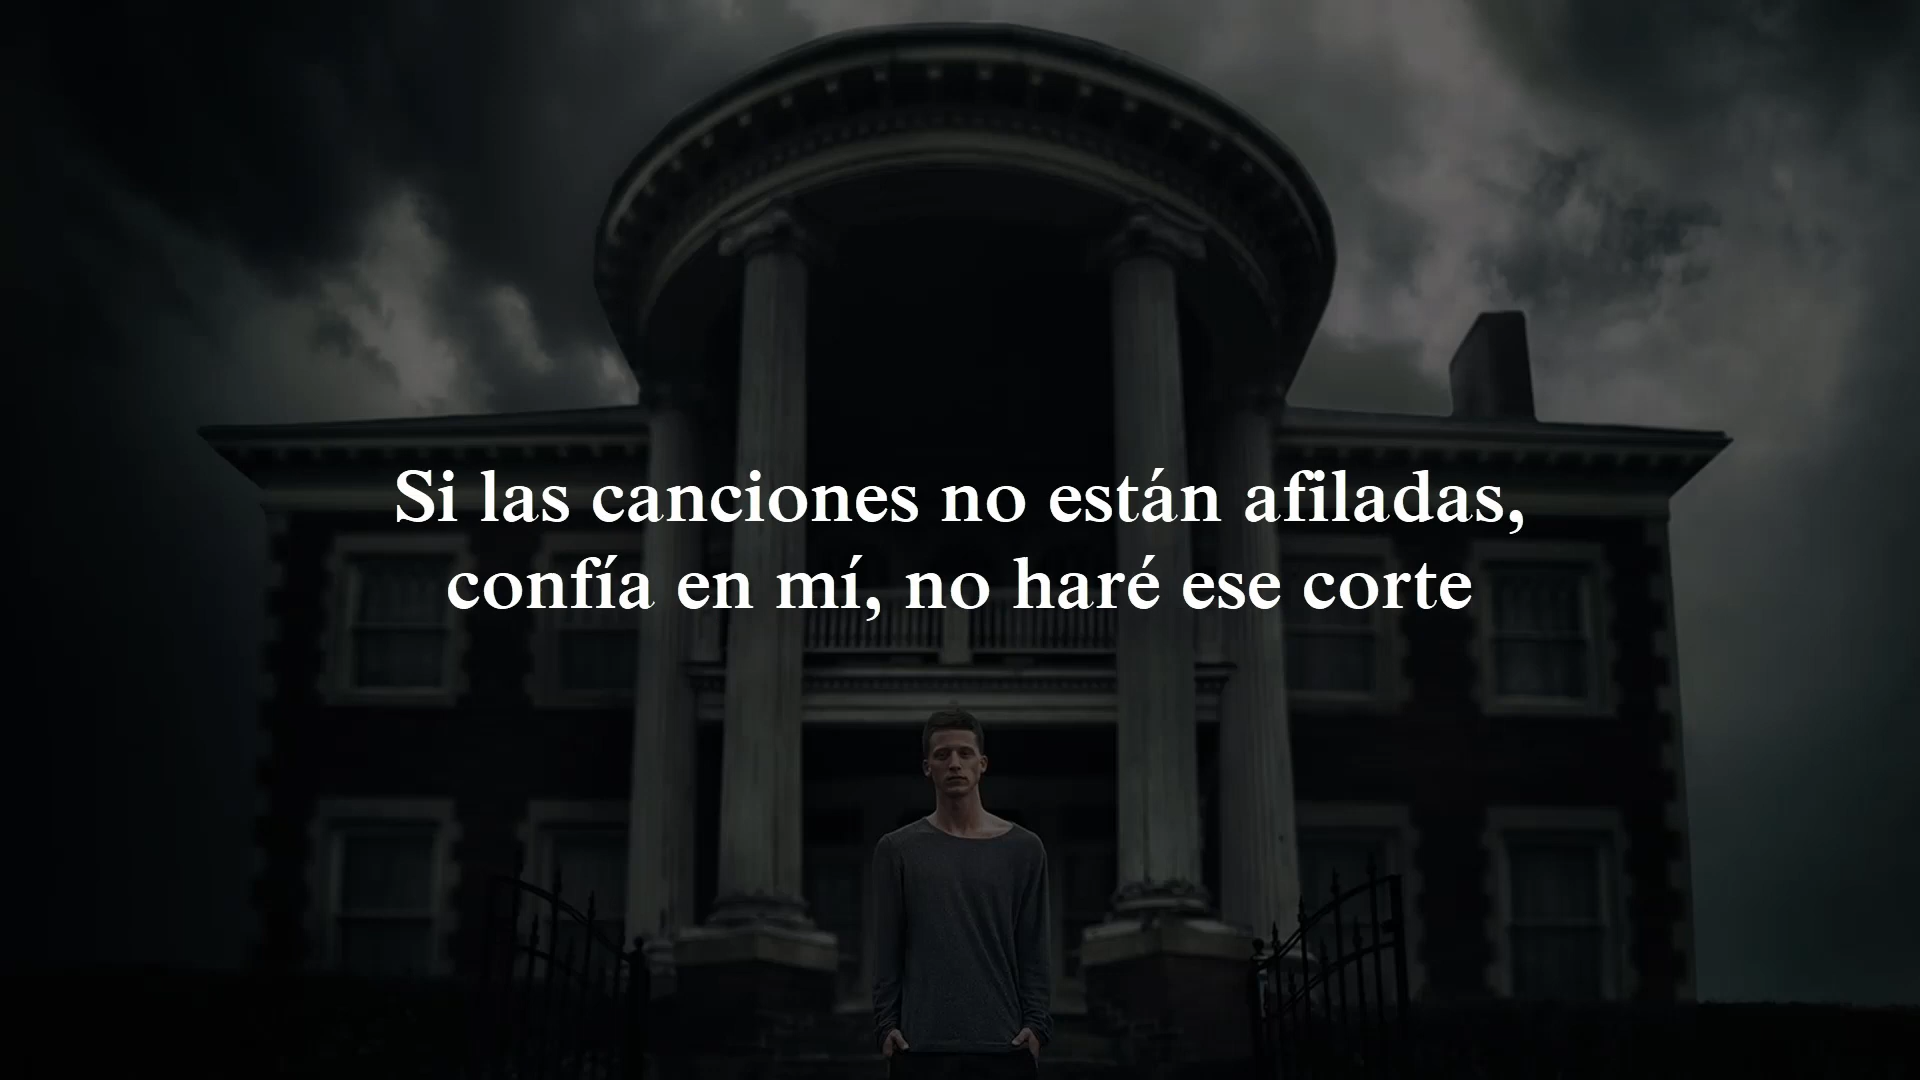 Si las canciones no están afiladas,
confía en mí, no haré ese corte